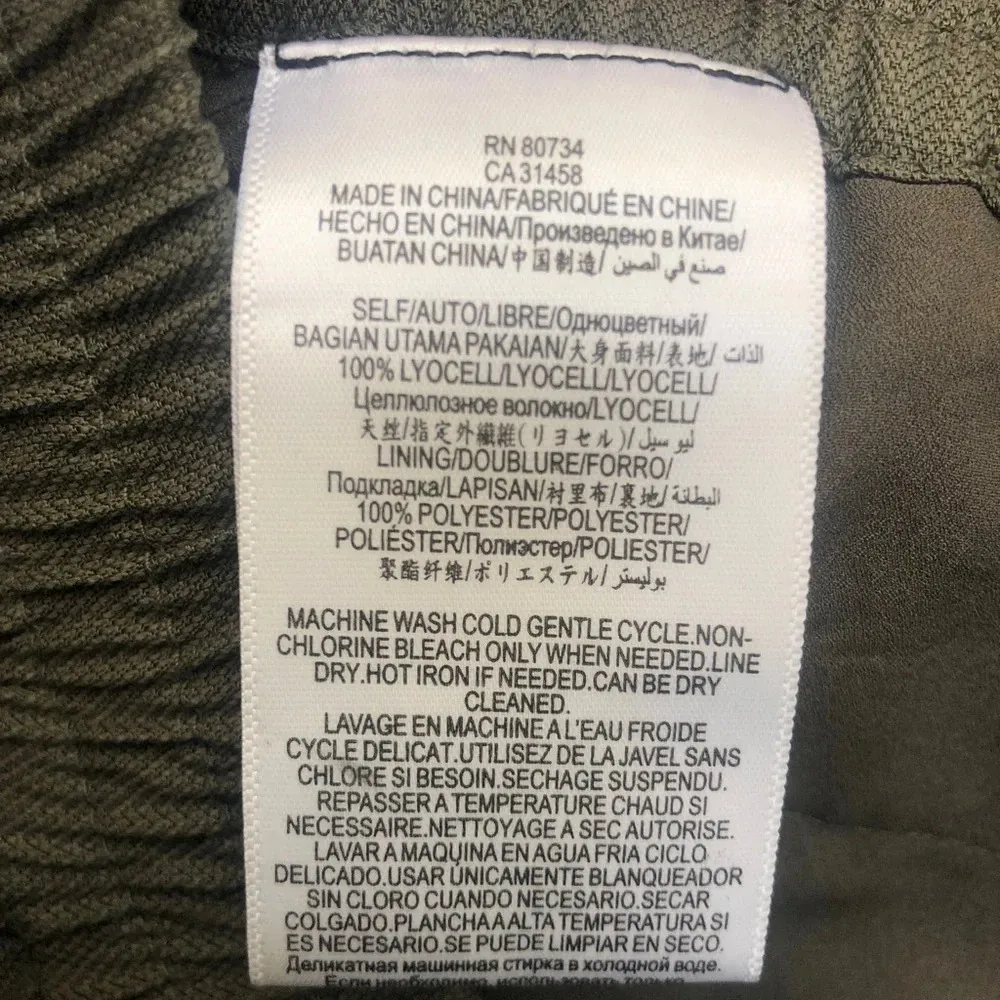 RN 80734
CA 31458
MADE IN CHINA/FABRIQUÉ EN CHINE/
HECHO EN CHINA/Произведено в Китае/
BUATAN CHINA/中国制造/ صنع في الصين
SELF/AUTO/LIBRE/Одноцветный/
BAGIAN UTAMA PAKAIAN/大身面料/表地/ الذات
100% LYOCELL/LYOCELL/LYOCELL/
Целлюлозное волокно/LYOCELL/
天丝/指定外繊維(リヨセル)/ ليوسيل
LINING/DOUBLURE/FORRO/
Подкладка/LAPISAN/衬里布/裏地/ البطانة
100% POLYESTER/POLYESTER/
POLIÉSTER/Полиэстер/POLIESTER/
聚酯纤维/ポリエステル/ بوليستر
MACHINE WASH COLD GENTLE CYCLE.NON-
CHLORINE BLEACH ONLY WHEN NEEDED.LINE
DRY.HOT IRON IF NEEDED.CAN BE DRY
CLEANED.
LAVAGE EN MACHINE A L'EAU FROIDE
CYCLE DELICAT.UTILISEZ DE LA JAVEL SANS
CHLORE SI BESOIN.SECHAGE SUSPENDU.
REPASSER A TEMPERATURE CHAUD SI
NECESSAIRE.NETTOYAGE A SEC AUTORISE.
LAVAR A MAQUINA EN AGUA FRIA CICLO
DELICADO.USAR ÚNICAMENTE BLANQUEADOR
SIN CLORO CUANDO NECESARIO.SECAR
COLGADO.PLANCHA A ALTA TEMPERATURA SI
ES NECESARIO.SE PUEDE LIMPIAR EN SECO.
Деликатная машинная стирка в холодной воде.
Если необходимо, использовать только